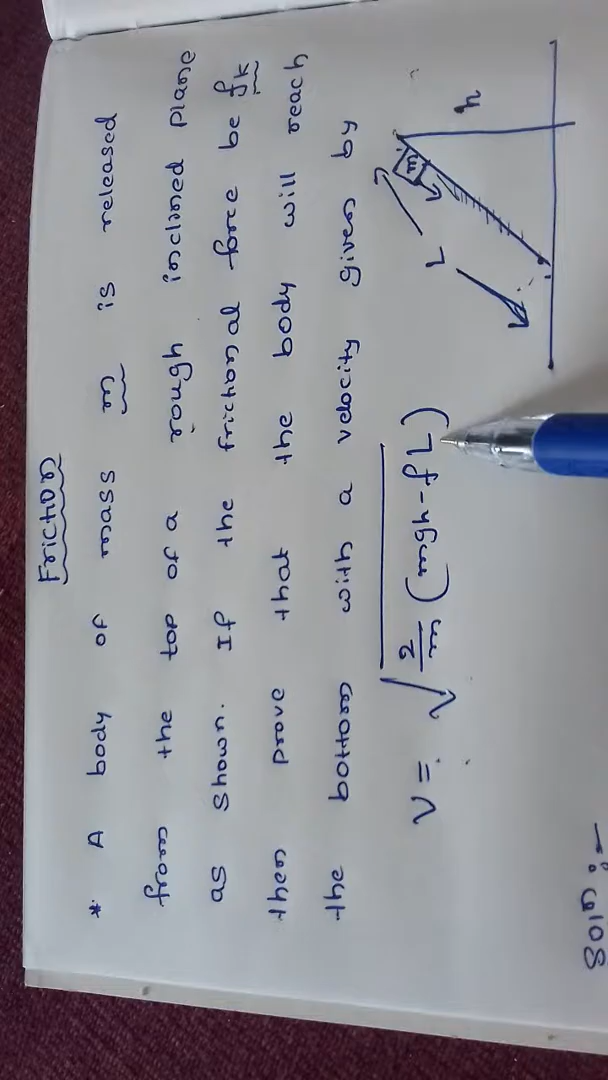 Friction
* A body of mass m is released
from the top of a rough inclined plane
as shown. If the frictional force be fk
then prove that the body will reach
the bottom with a velocity given by
V = √2/m (mgh - fL)
h
m
L
Soln:-